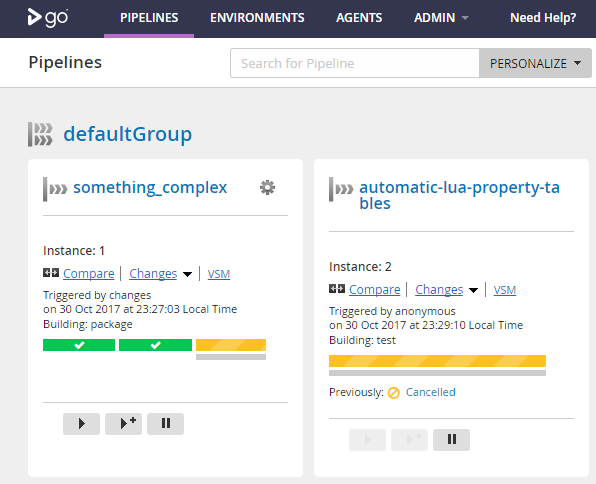 go
PIPELINES ENVIRONMENTS AGENTS ADMIN Need Help?
Pipelines
Search for Pipeline
PERSONALIZE
defaultGroup
something_complex
Instance: 1
Compare Changes VSM
Triggered by changes
on 30 Oct 2017 at 23:27:03 Local Time
Building: package
automatic-lua-property-ta
bles
Instance: 2
Compare Changes VSM
Triggered by anonymous
on 30 Oct 2017 at 23:29:10 Local Time
Building: test
Previously: Cancelled